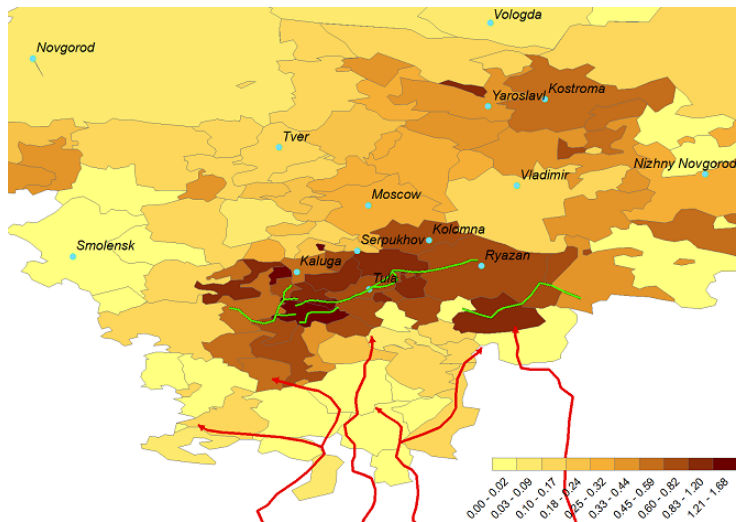 Vologda
Novgorod
Yaroslavl
Kostroma
Tver
Nizhny Novgorod
Vladimir
Moscow
Kolomna
Serpukhov
Smolensk
Kaluga
Ryazan
Tula
0.00 - 0.02
0.03 - 0.09
0.10 - 0.17
0.18 - 0.24
0.25 - 0.32
0.33 - 0.44
0.45 - 0.59
0.60 - 0.82
0.83 - 1.20
1.21 - 1.68